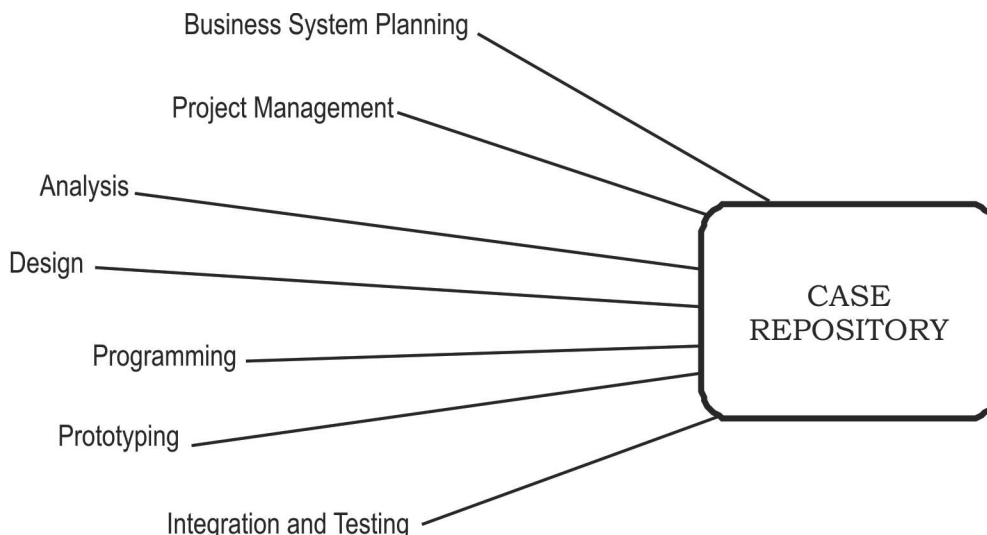 Business System Planning
Project Management
Analysis
Design
Programming
Prototyping
Integration and Testing
CASE
REPOSITORY